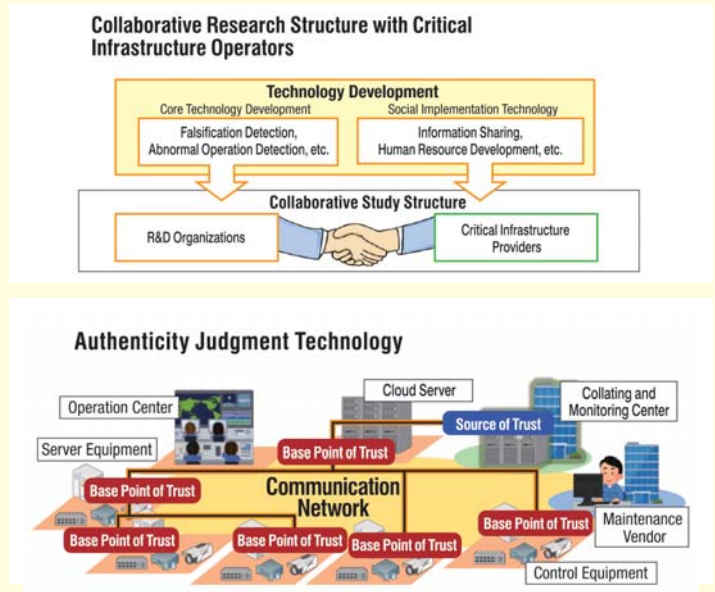 Collaborative Research Structure with Critical
Infrastructure Operators
Technology Development
Core Technology Development
Social Implementation Technology
Falsification Detection,
Abnormal Operation Detection, etc.
Information Sharing,
Human Resource Development, etc.
Collaborative Study Structure
R&D Organizations
Critical Infrastructure
Providers
Authenticity Judgment Technology
Operation Center
Cloud Server
Collating and
Monitoring Center
Source of Trust
Server Equipment
Base Point of Trust
Base Point of Trust
Communication
Network
Base Point of Trust
Maintenance
Vendor
Base Point of Trust
Base Point of Trust
Base Point of Trust
Control Equipment